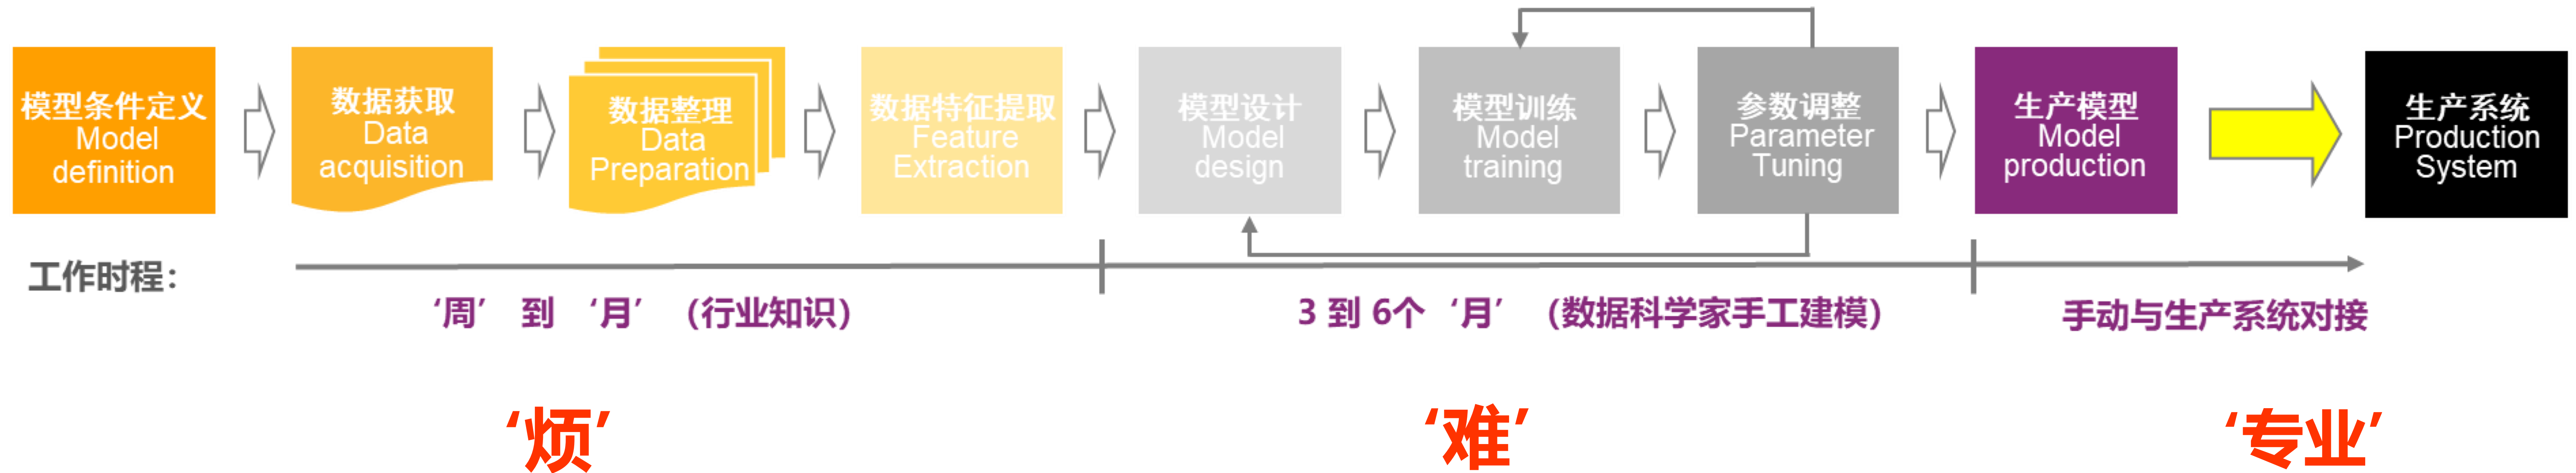 模型条件定义
Model
definition
数据获取
Data
acquisition
数据整理
Data
Preparation
数据特征提取
Feature
Extraction
模型设计
Model
design
模型训练
Model
training
参数调整
Parameter
Tuning
生产模型
Model
production
生产系统
Production
System
工作时程：
‘周’ 到 ‘月’ （行业知识）
3 到 6个 ‘月’ （数据科学家手工建模）
手动与生产系统对接
‘烦’
‘难’
‘专业’